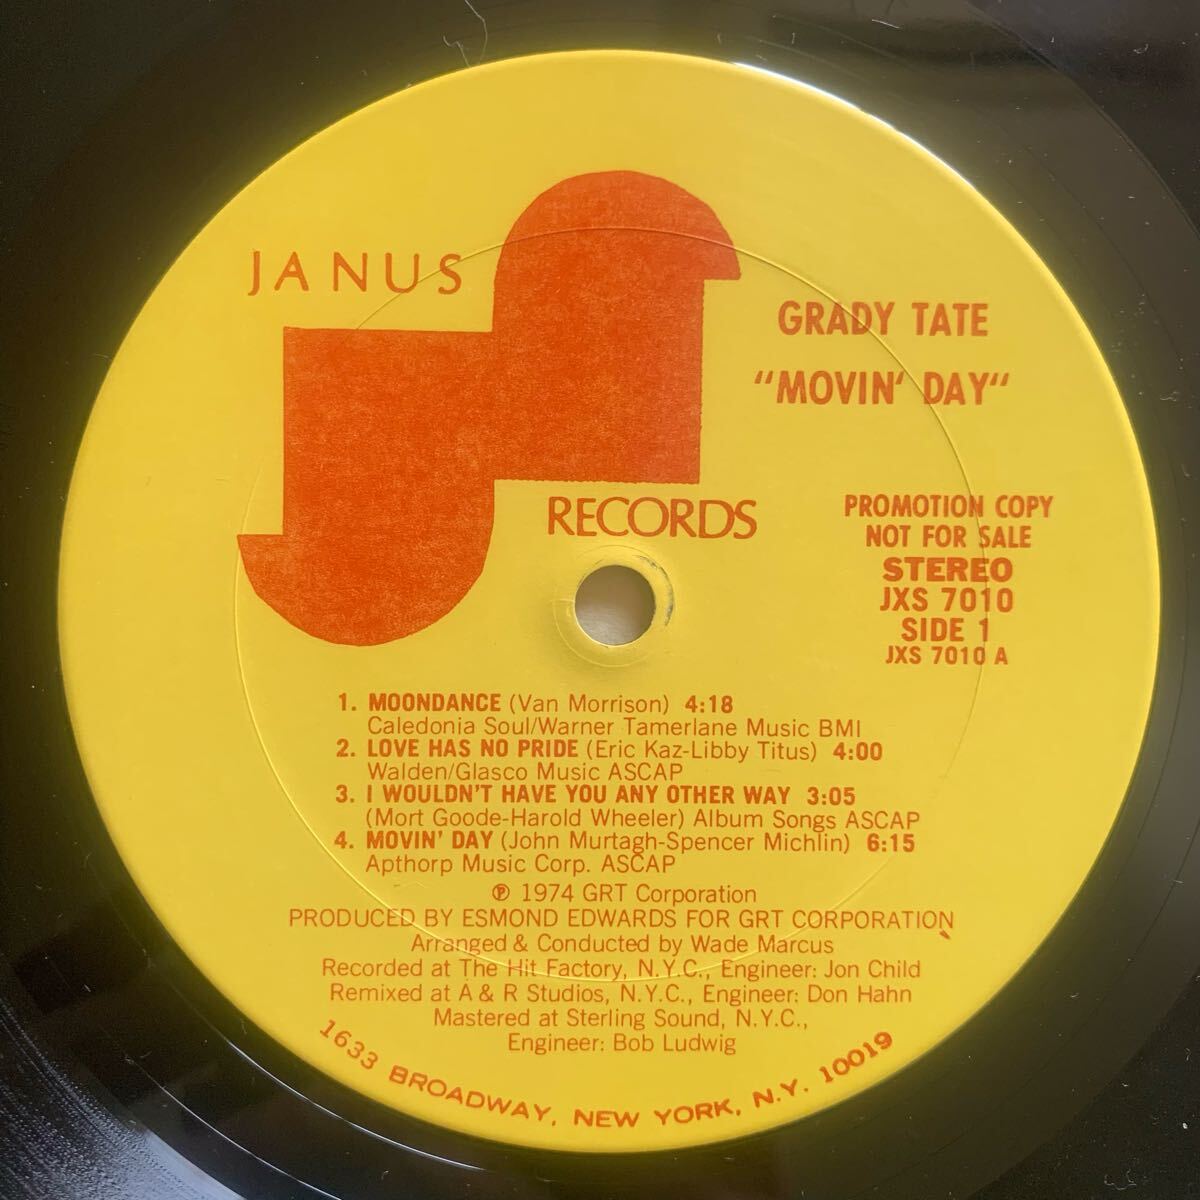 JANUS
RECORDS
GRADY TATE
"MOVIN' DAY"
PROMOTION COPY
NOT FOR SALE
STEREO
JXS 7010
SIDE 1
JXS 7010 A
1. MOONDANCE (Van Morrison) 4:18
Caledonia Soul/Warner Tamerlane Music BMI
2. LOVE HAS NO PRIDE (Eric Kaz-Libby Titus) 4:00
Walden/Glasco Music ASCAP
3. I WOULDN'T HAVE YOU ANY OTHER WAY 3:05
(Mort Goode-Harold Wheeler) Album Songs ASCAP
4. MOVIN' DAY (John Murtagh-Spencer Michlin) 6:15
Apthorp Music Corp. ASCAP
℗ 1974 GRT Corporation
PRODUCED BY ESMOND EDWARDS FOR GRT CORPORATION
Arranged & Conducted by Wade Marcus
Recorded at The Hit Factory, N.Y.C., Engineer: Jon Child
Remixed at A & R Studios, N.Y.C., Engineer: Don Hahn
Mastered at Sterling Sound, N.Y.C.,
Engineer: Bob Ludwig
1633 BROADWAY, NEW YORK, N.Y. 10019